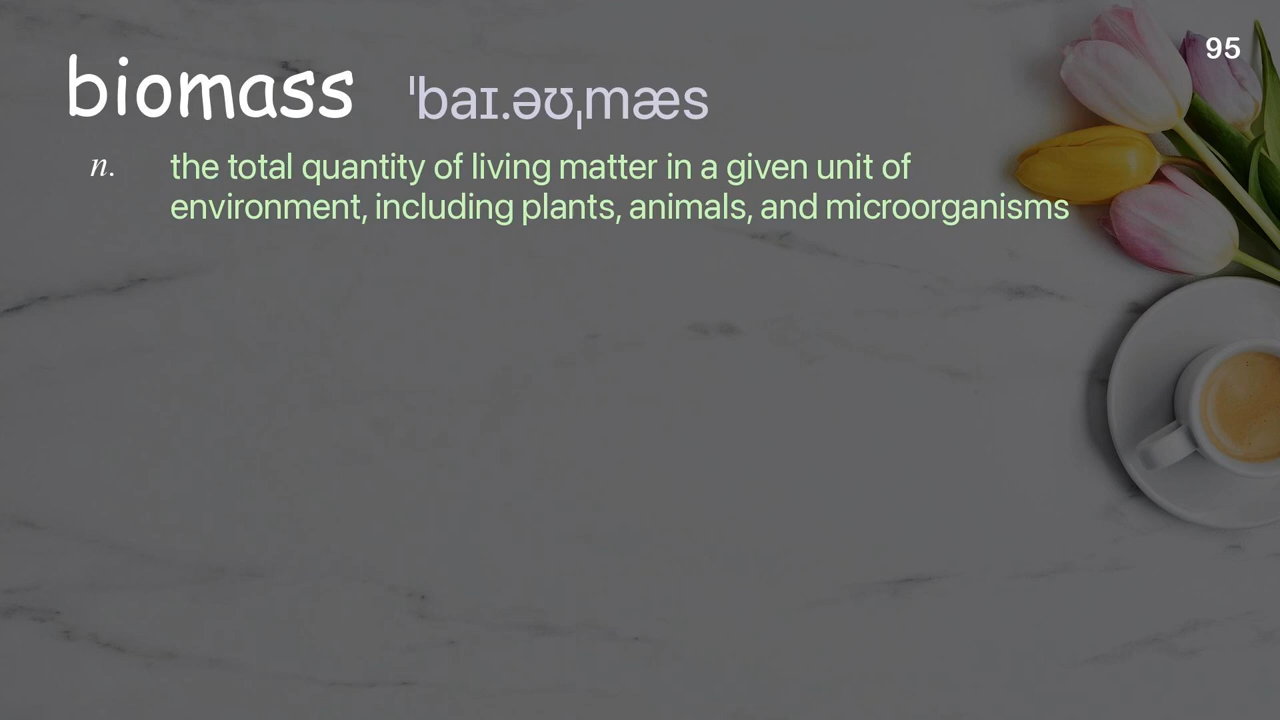 95
biomass ˈbaɪ.əʊˌmæs
n. the total quantity of living matter in a given unit of
environment, including plants, animals, and microorganisms